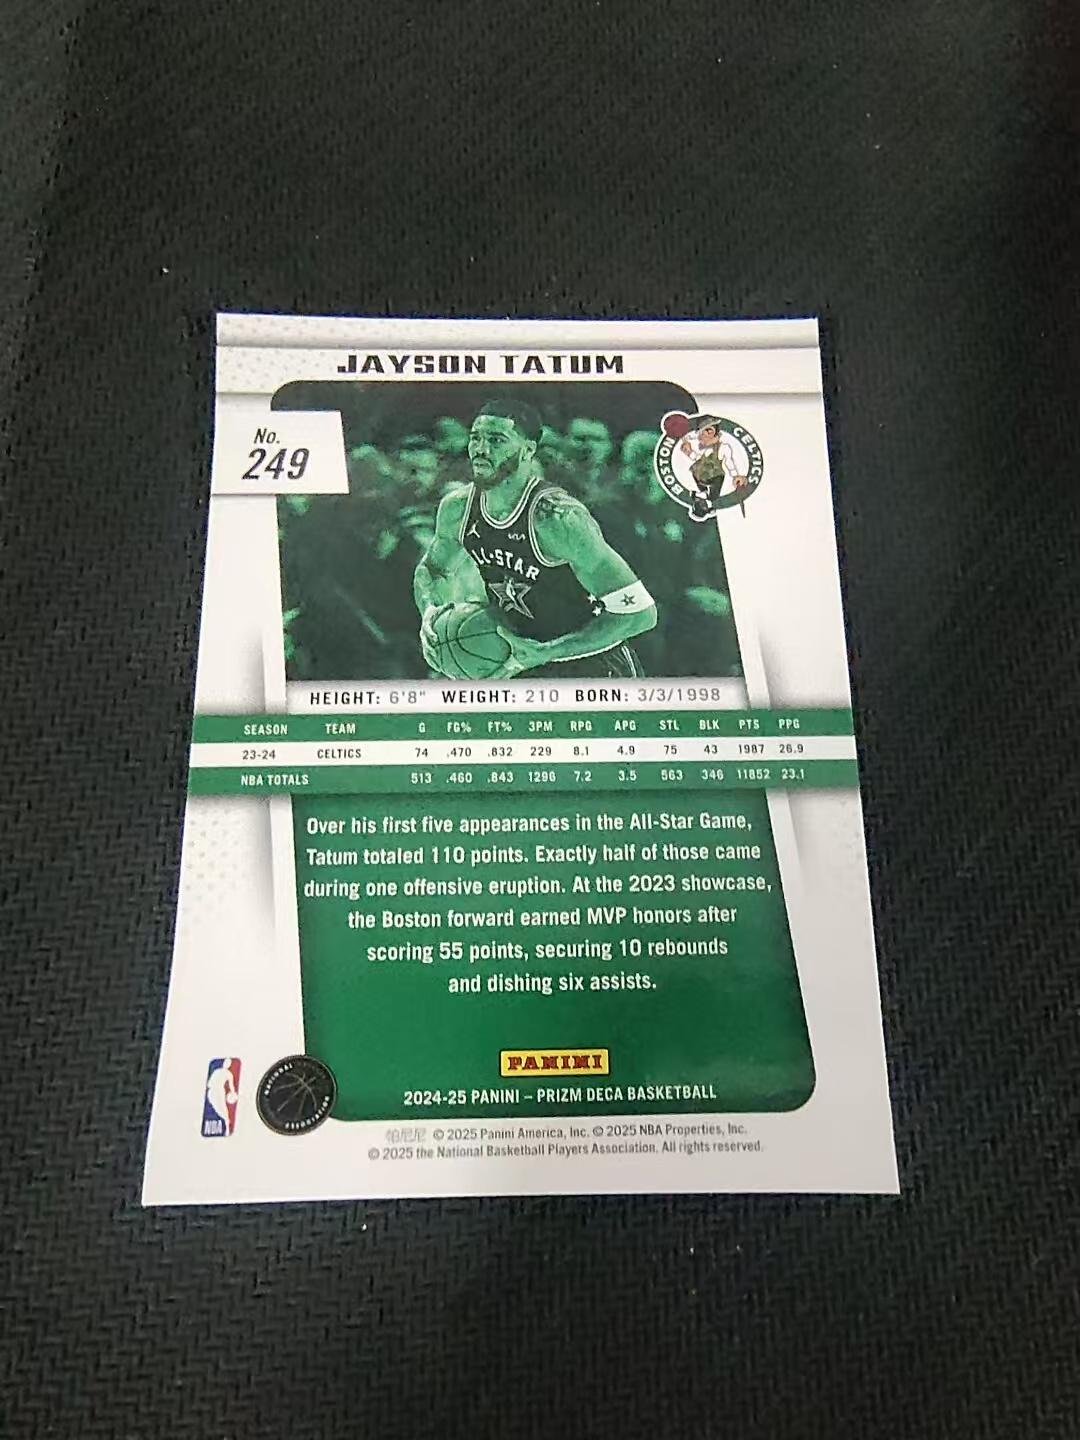 JAYSON TATUM
No.
249
BOSTON CELTICS
ALL-STAR
HEIGHT: 6'8" WEIGHT: 210 BORN: 3/3/1998
SEASON TEAM G FG% FT% 3PM RPG APG STL BLK PTS PPG
23-24 CELTICS 74 .470 .832 229 8.1 4.9 75 43 1987 26.9
NBA TOTALS 513 .460 .843 1296 7.2 3.5 563 346 11852 23.1
Over his first five appearances in the All-Star Game,
Tatum totaled 110 points. Exactly half of those came
during one offensive eruption. At the 2023 showcase,
the Boston forward earned MVP honors after
scoring 55 points, securing 10 rebounds
and dishing six assists.
PANINI
2024-25 PANINI – PRIZM DECA BASKETBALL
NBA
NATIONAL
ASSOCIATION
帕尼尼 © 2025 Panini America, Inc. © 2025 NBA Properties, Inc.
© 2025 the National Basketball Players Association. All rights reserved.